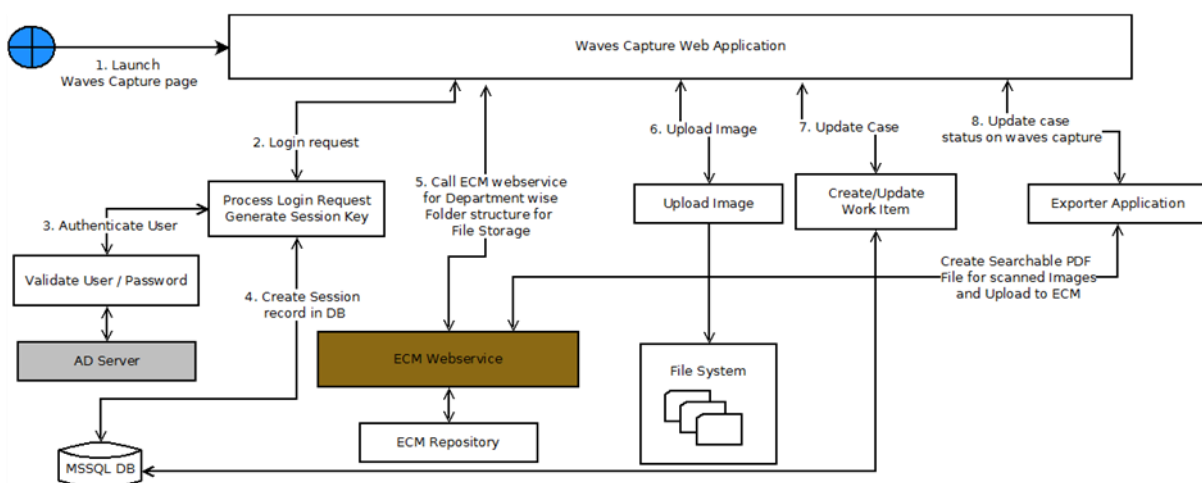 Waves Capture Web Application
1. Launch
Waves Capture page
2. Login request
6. Upload Image
7. Update Case
8. Update case
status on waves capture
5. Call ECM webservice
for Department wise
Folder structure for
File Storage
Process Login Request
Generate Session Key
Upload Image
Create/Update
Work Item
Exporter Application
3. Authenticate User
Validate User / Password
4. Create Session
record in DB
Create Searchable PDF
File for scanned Images
and Upload to ECM
AD Server
ECM Webservice
File System
ECM Repository
MSSQL DB